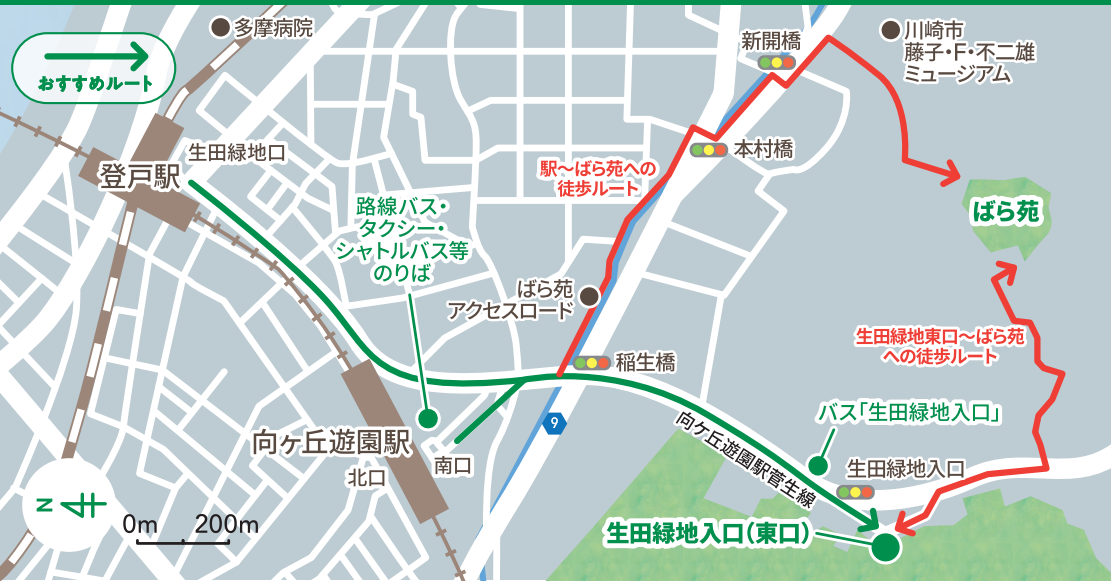 おすすめルート
多摩病院
生田緑地口
登戸駅
路線バス・
タクシー・
シャトルバス等
のりば
新開橋
川崎市
藤子・F・不二雄
ミュージアム
本村橋
駅〜ばら苑への
徒歩ルート
ばら苑
ばら苑
アクセスロード
稲生橋
生田緑地東口〜ばら苑
への徒歩ルート
9
バス「生田緑地入口」
向ケ丘遊園駅菅生線
向ヶ丘遊園駅
南口
北口
生田緑地入口
生田緑地入口(東口)
N
0m 200m